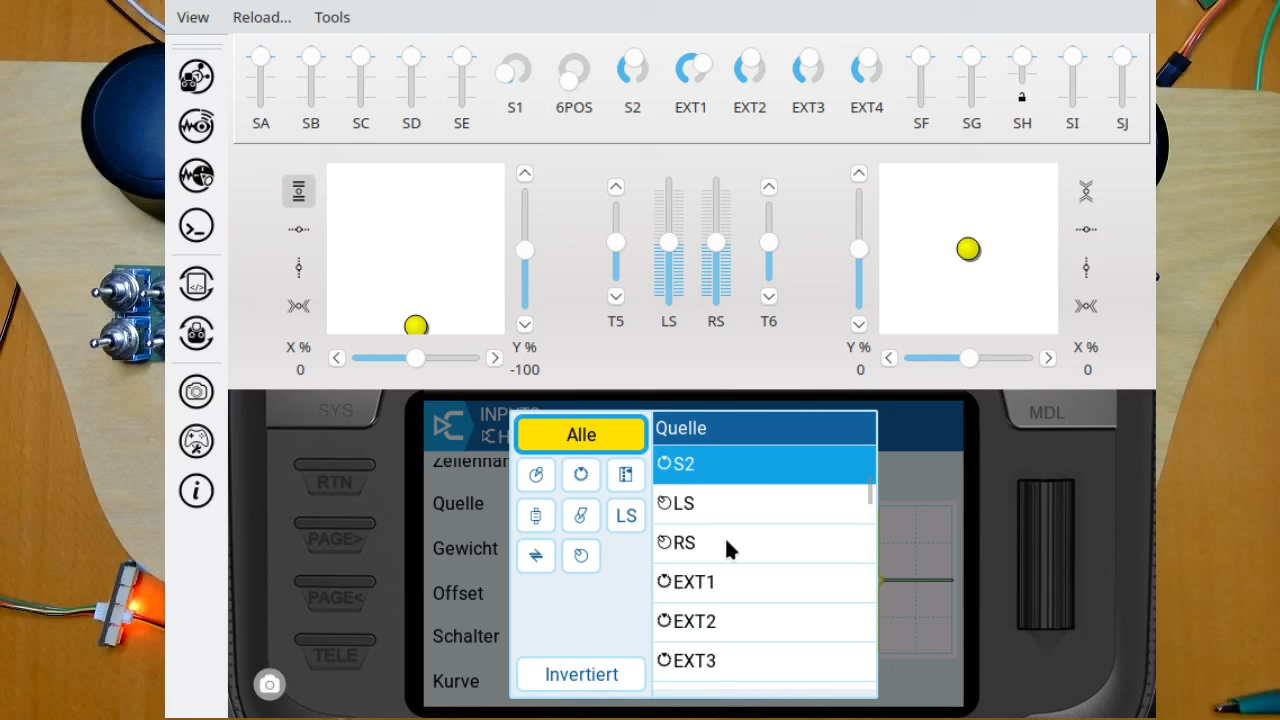 View Reload... Tools
SA SB SC SD SE S1 6POS S2 EXT1 EXT2 EXT3 EXT4 SF SG SH SI SJ
T5 LS RS T6
X % Y % Y % X %
0 -100 0 0
SYS MDL
INPUTS
Alle
Quelle
S2
LS
RS
EXT1
EXT2
EXT3
LS
Invertiert
Quelle
Gewicht
Offset
Schalter
Kurve
RTN
PAGE>
PAGE<
TELE